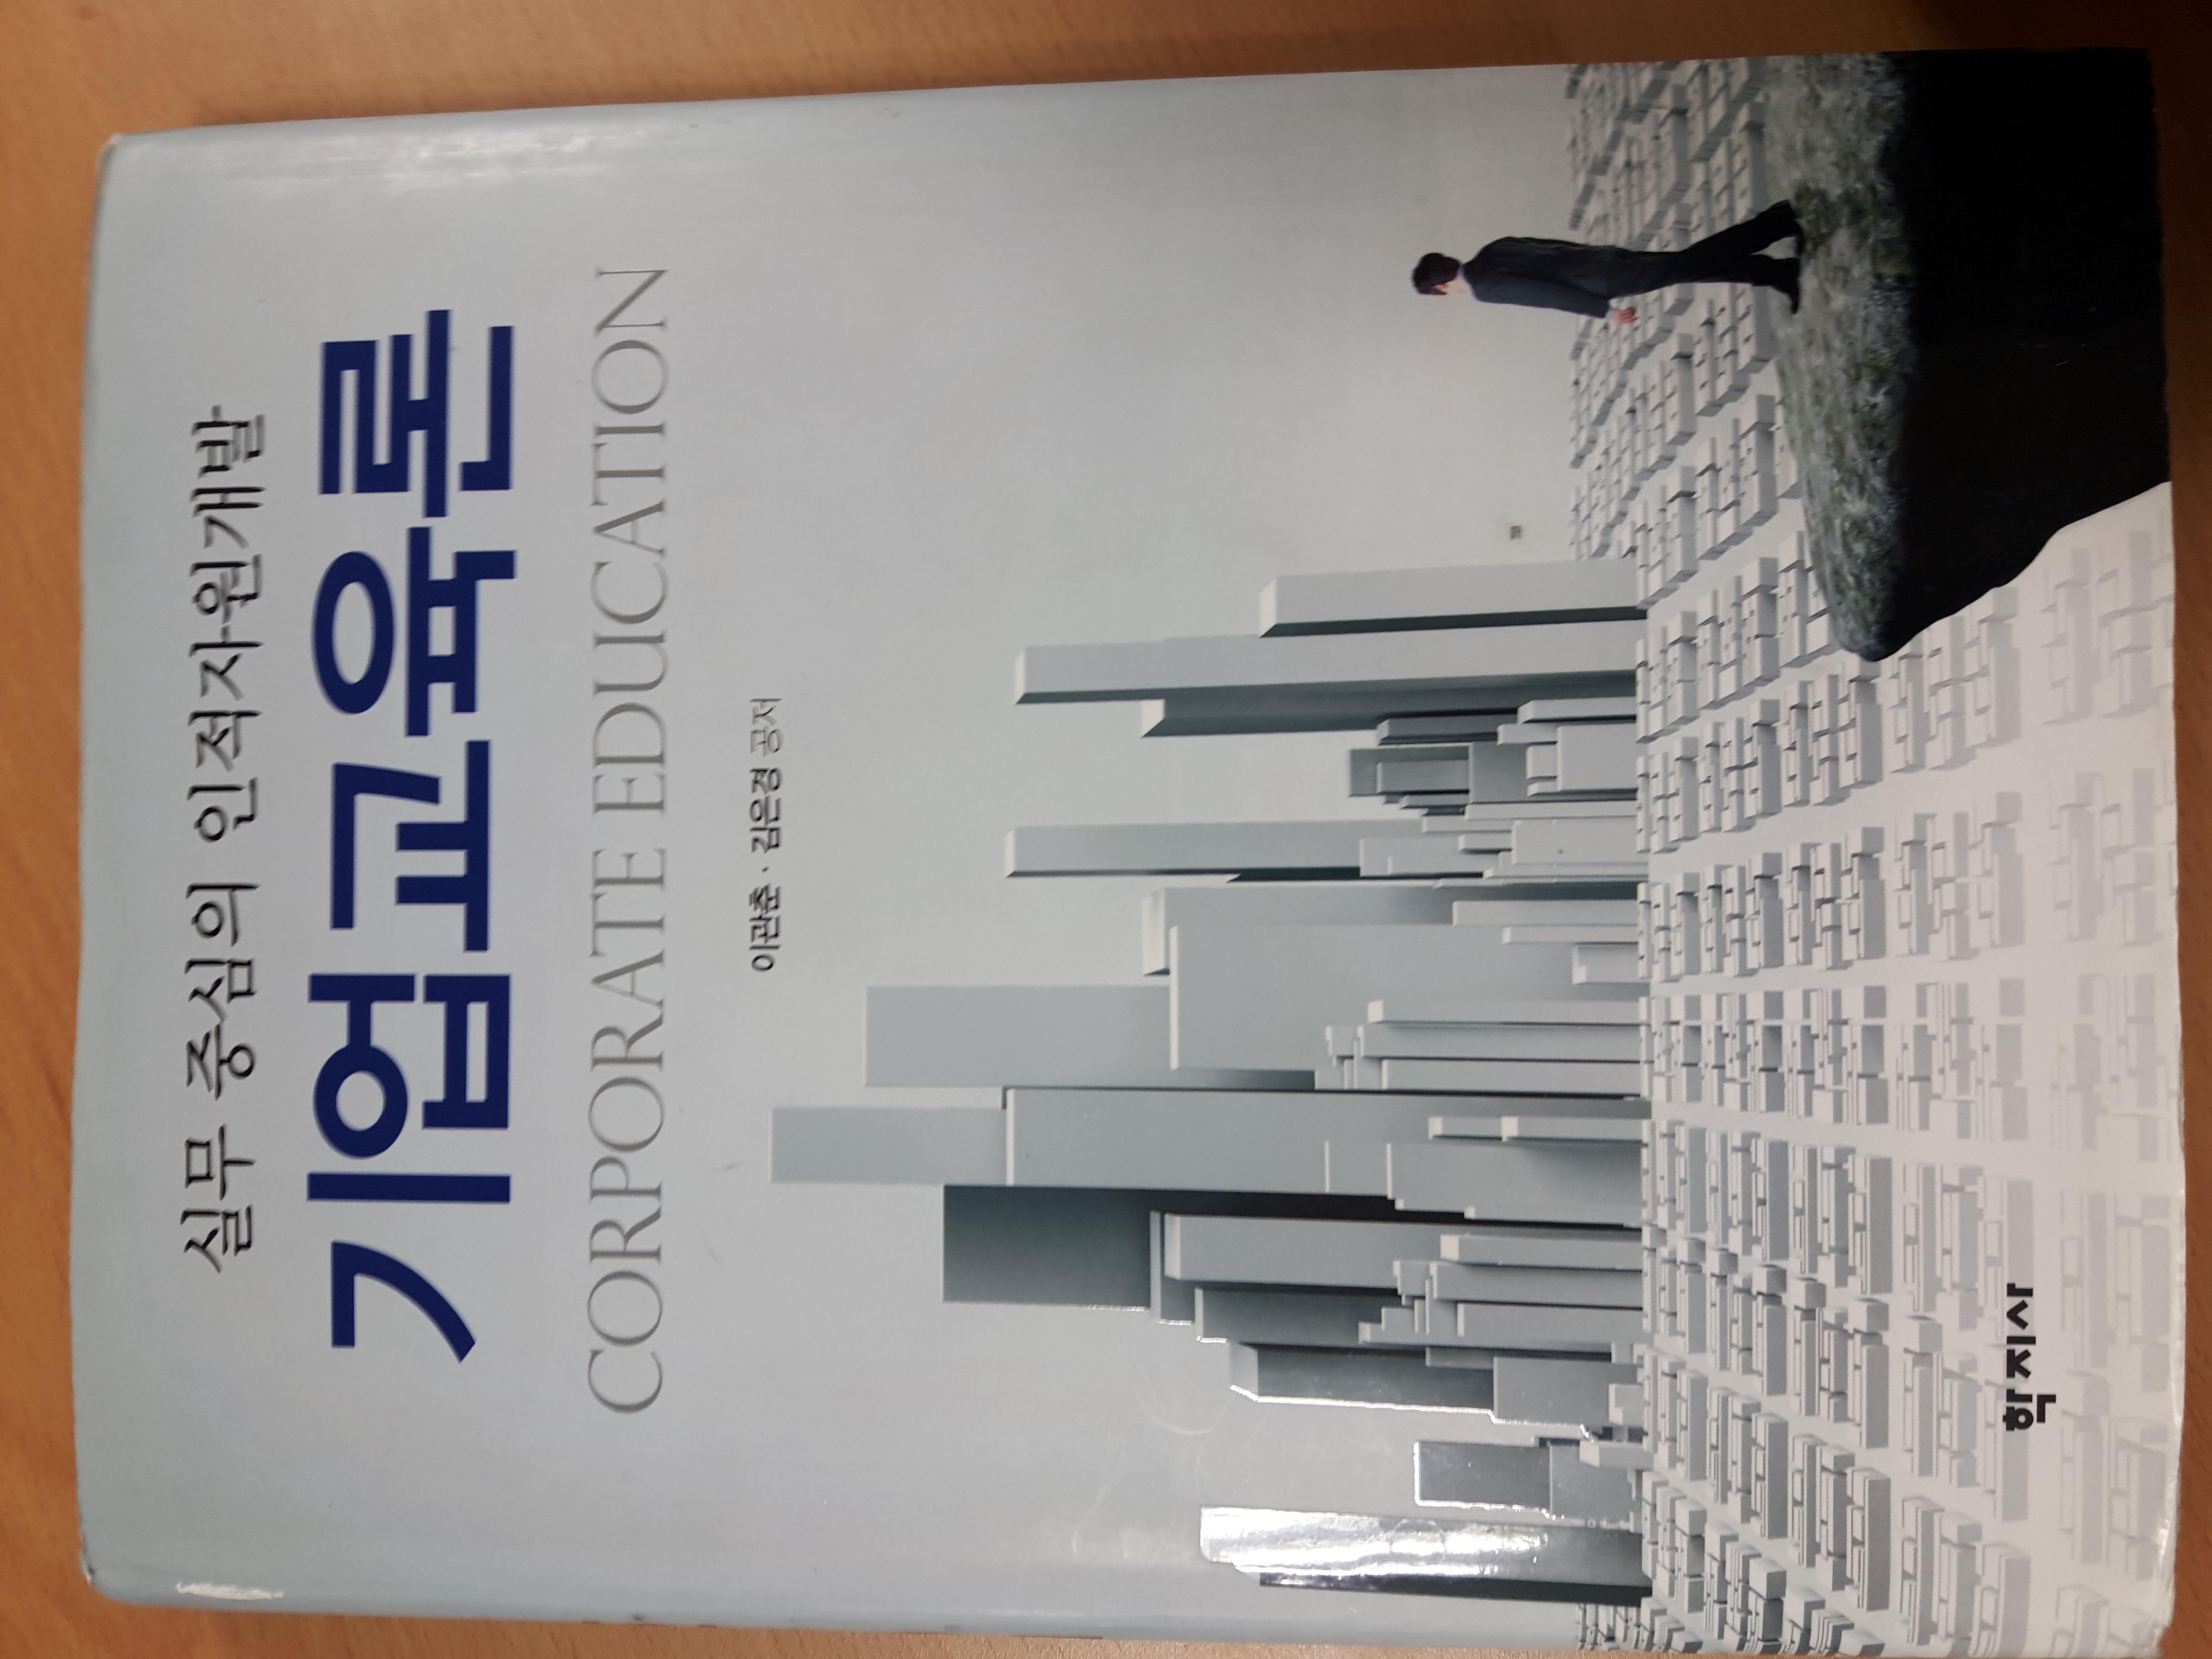 실무 중심의 인적자원개발
기업교육론
CORPORATE EDUCATION
이관춘 · 김은경 공저
학지사